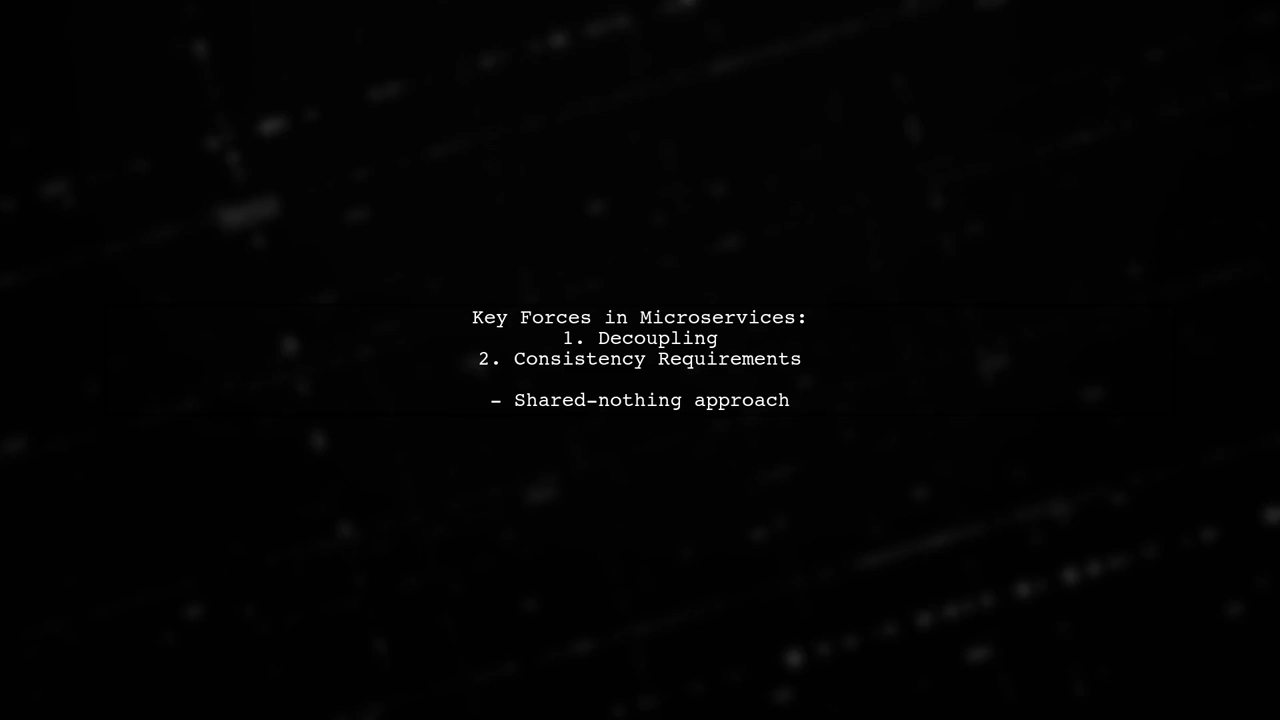 Key Forces in Microservices:
1. Decoupling
2. Consistency Requirements
- Shared-nothing approach